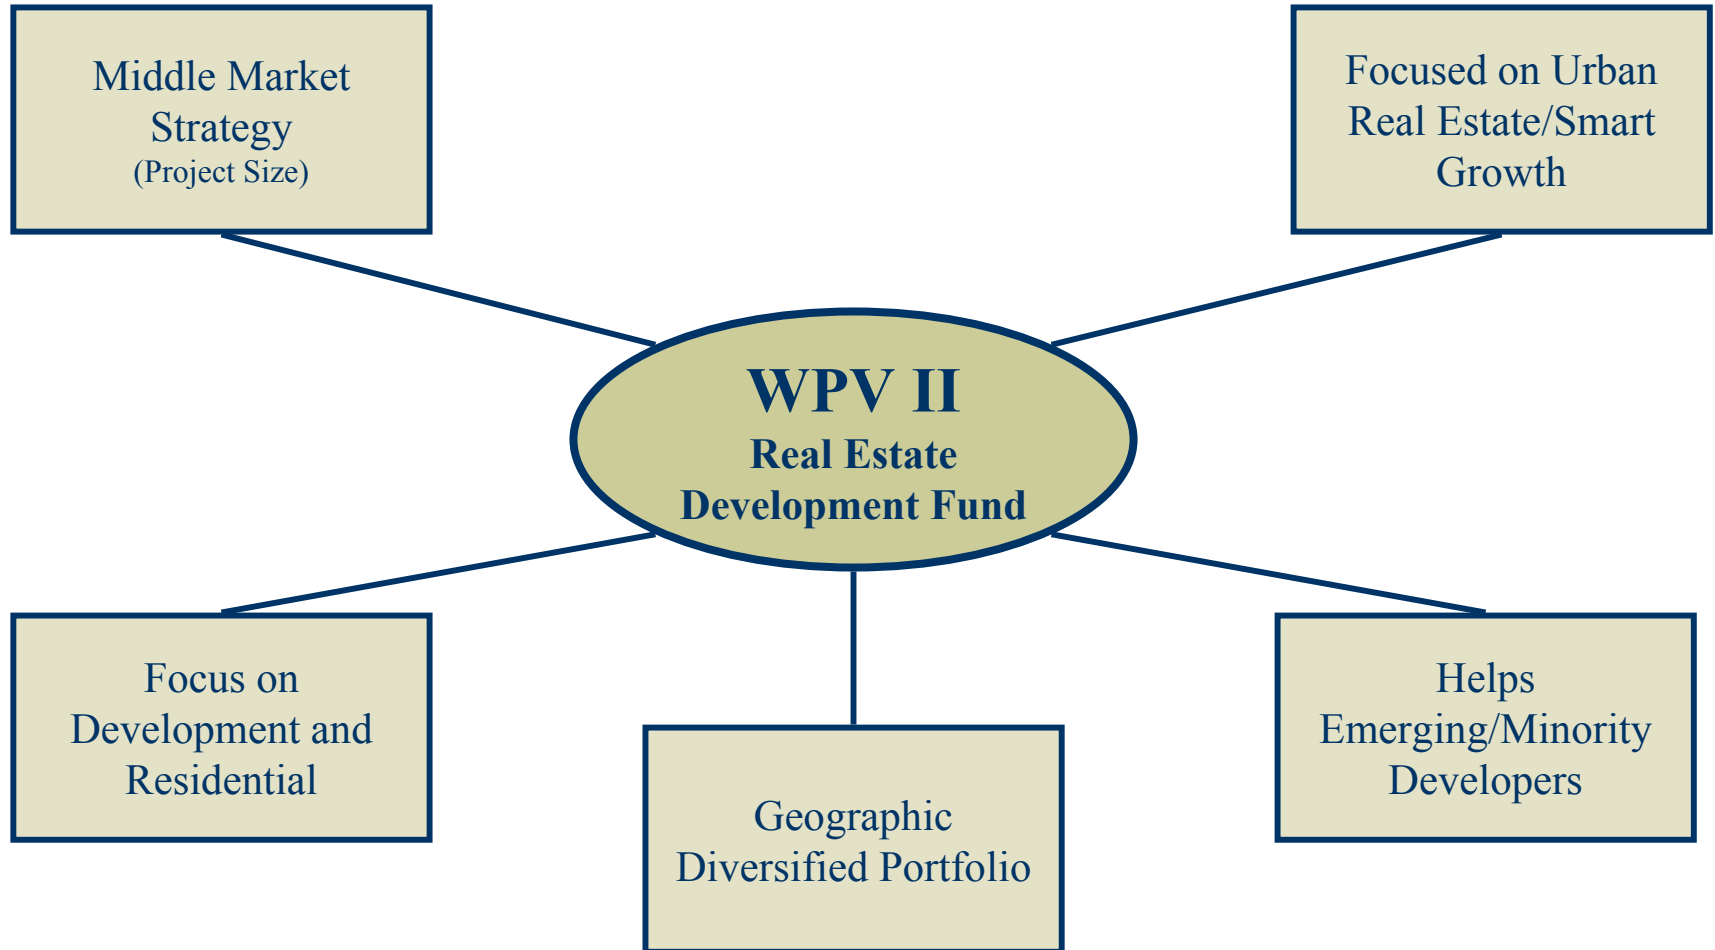 Middle Market
Strategy
(Project Size)
Focused on Urban
Real Estate/Smart
Growth
WPV II
Real Estate
Development Fund
Focus on
Development and
Residential
Geographic
Diversified Portfolio
Helps
Emerging/Minority
Developers